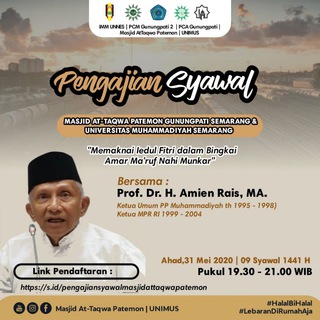 IMM UNNES | PCM Gunungpati 2 | PCA Gunungpati |
Masjid AtTaqwa Patemon | UNIMUS
Pengajian Syawal
MASJID AT-TAQWA PATEMON GUNUNGPATI SEMARANG &
UNIVERSITAS MUHAMMADIYAH SEMARANG
"Memaknai Iedul Fitri dalam Bingkai
Amar Ma'ruf Nahi Munkar"
Bersama :
Prof. Dr. H. Amien Rais, MA.
Ketua Umum PP Muhammadiyah th 1995 - 1998)
Ketua MPR RI 1999 - 2004
Ahad,31 Mei 2020 | 09 Syawal 1441 H
Pukul 19.30 - 21.00 WIB
Link Pendaftaran :
https://s.id/pengajiansyawalmasjidattaqwapatemon
Masjid At-Taqwa Patemon | UNIMUS
#HalalBiHalal
#LebaranDiRumahAja